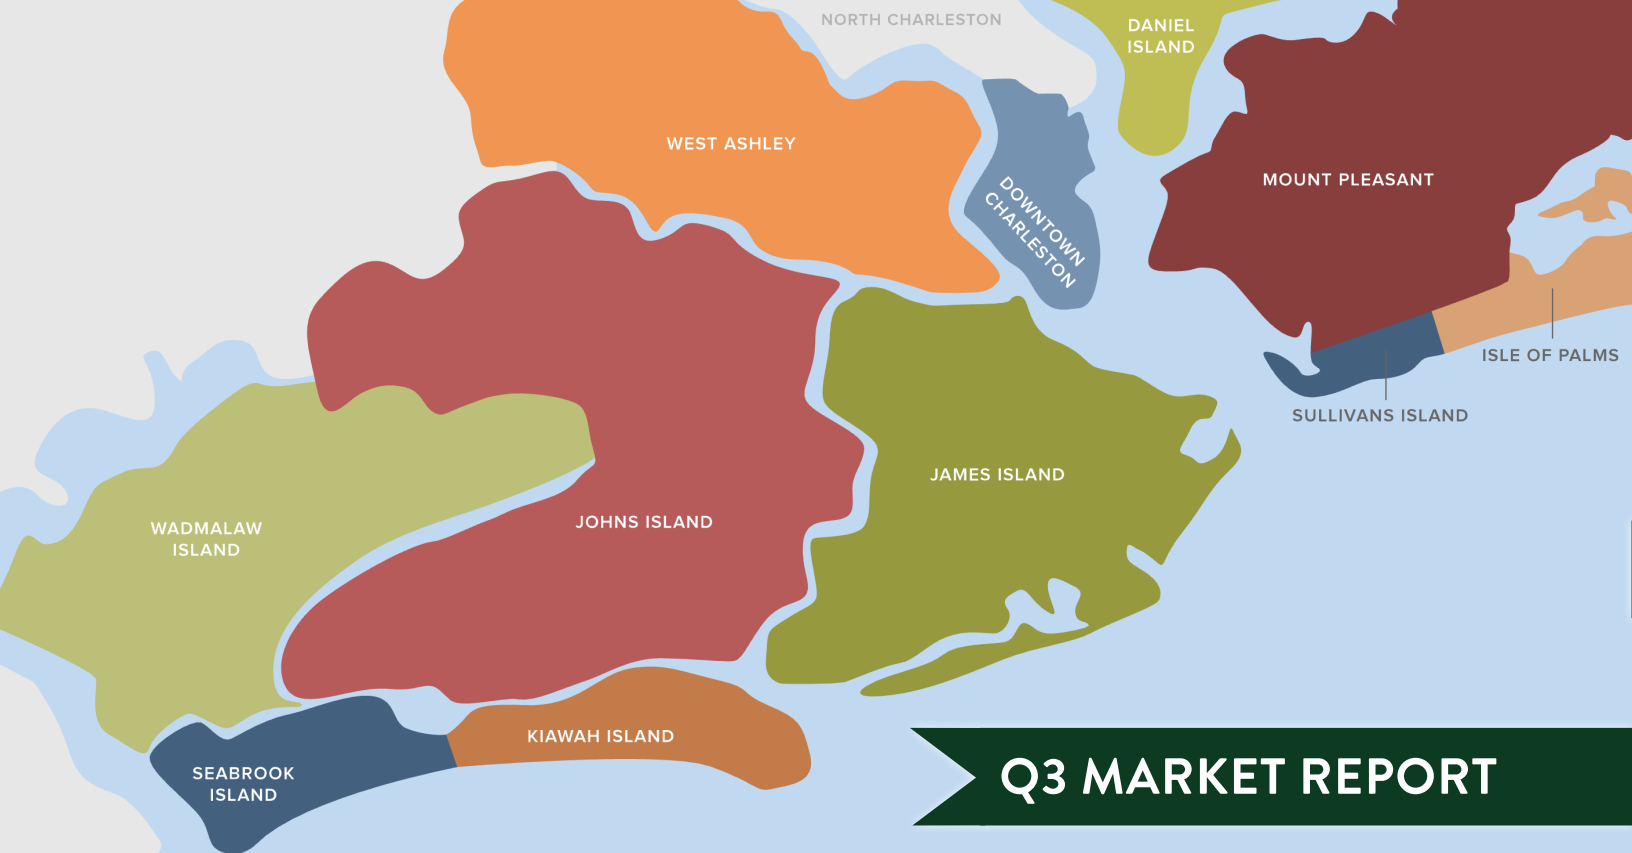 NORTH CHARLESTON
DANIEL
ISLAND
WEST ASHLEY
MOUNT PLEASANT
DOWNTOWN
CHARLESTON
ISLE OF PALMS
SULLIVANS ISLAND
JAMES ISLAND
JOHNS ISLAND
WADMALAW
ISLAND
KIAWAH ISLAND
SEABROOK
ISLAND
Q3 MARKET REPORT